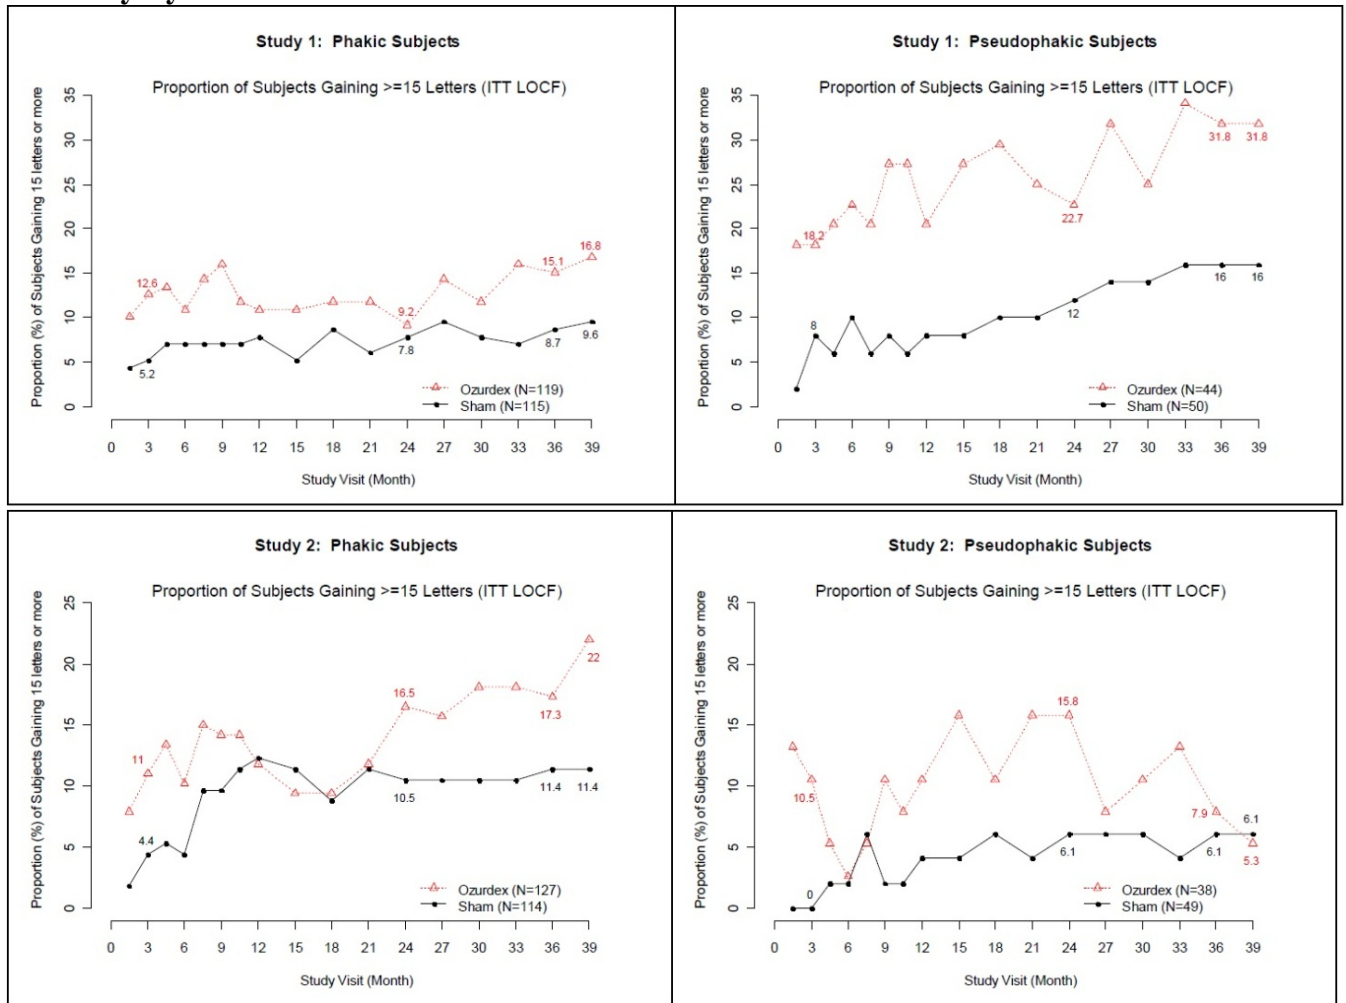 Study 1: Phakic Subjects
Proportion of Subjects Gaining >=15 Letters (ITT LOCF)
Proportion (%) of Subjects Gaining 15 letters or more
35
30
25
20
15
10
5
0
12.6
9.2
15.1
16.8
5.2
7.8
8.7
9.6
Ozurdex (N=119)
Sham (N=115)
0 3 6 9 12 15 18 21 24 27 30 33 36 39
Study Visit (Month)
Study 1: Pseudophakic Subjects
Proportion of Subjects Gaining >=15 Letters (ITT LOCF)
Proportion (%) of Subjects Gaining 15 letters or more
35
30
25
20
15
10
5
0
18.2
22.7
31.8
31.8
8
12
16
16
Ozurdex (N=44)
Sham (N=50)
0 3 6 9 12 15 18 21 24 27 30 33 36 39
Study Visit (Month)
Study 2: Phakic Subjects
Proportion of Subjects Gaining >=15 Letters (ITT LOCF)
Proportion (%) of Subjects Gaining 15 letters or more
25
20
15
10
5
0
11
16.5
17.3
22
4.4
10.5
11.4
11.4
Ozurdex (N=127)
Sham (N=114)
0 3 6 9 12 15 18 21 24 27 30 33 36 39
Study Visit (Month)
Study 2: Pseudophakic Subjects
Proportion of Subjects Gaining >=15 Letters (ITT LOCF)
Proportion (%) of Subjects Gaining 15 letters or more
25
20
15
10
5
0
10.5
15.8
7.9
5.3
0
6.1
6.1
6.1
Ozurdex (N=38)
Sham (N=49)
0 3 6 9 12 15 18 21 24 27 30 33 36 39
Study Visit (Month)